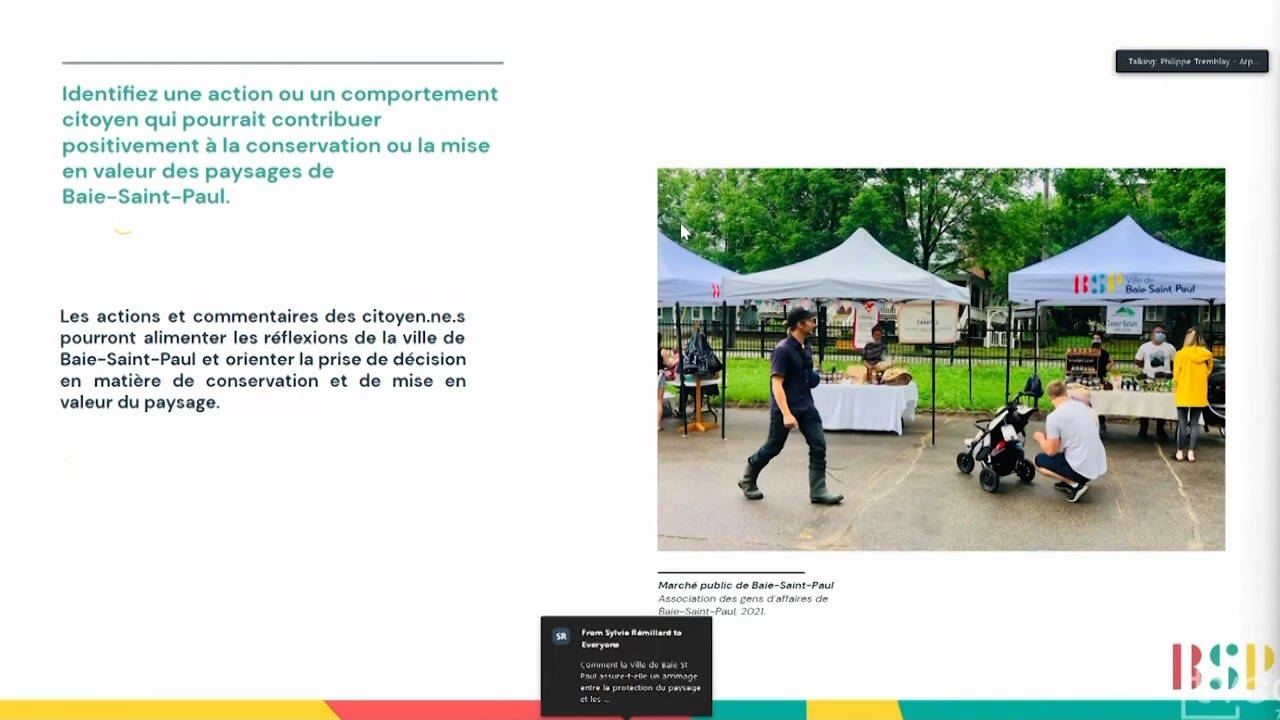 Talking: Philippe Tremblay - Arp...
Identifiez une action ou un comportement
citoyen qui pourrait contribuer
positivement à la conservation ou la mise
en valeur des paysages de
Baie-Saint-Paul.
Les actions et commentaires des citoyen.ne.s
pourront alimenter les réflexions de la ville de
Baie-Saint-Paul et orienter la prise de décision
en matière de conservation et de mise en
valeur du paysage.
BSP
Ville de
Baie Saint Paul
Marché public de Baie-Saint-Paul
Association des gens d'affaires de
Baie-Saint-Paul, 2021.
SR
From Sylvie Rémillard to
Everyone
Comment la Ville de Baie St
Paul assure-t-elle un arrimage
entre la protection du paysage
et les ...
BSP